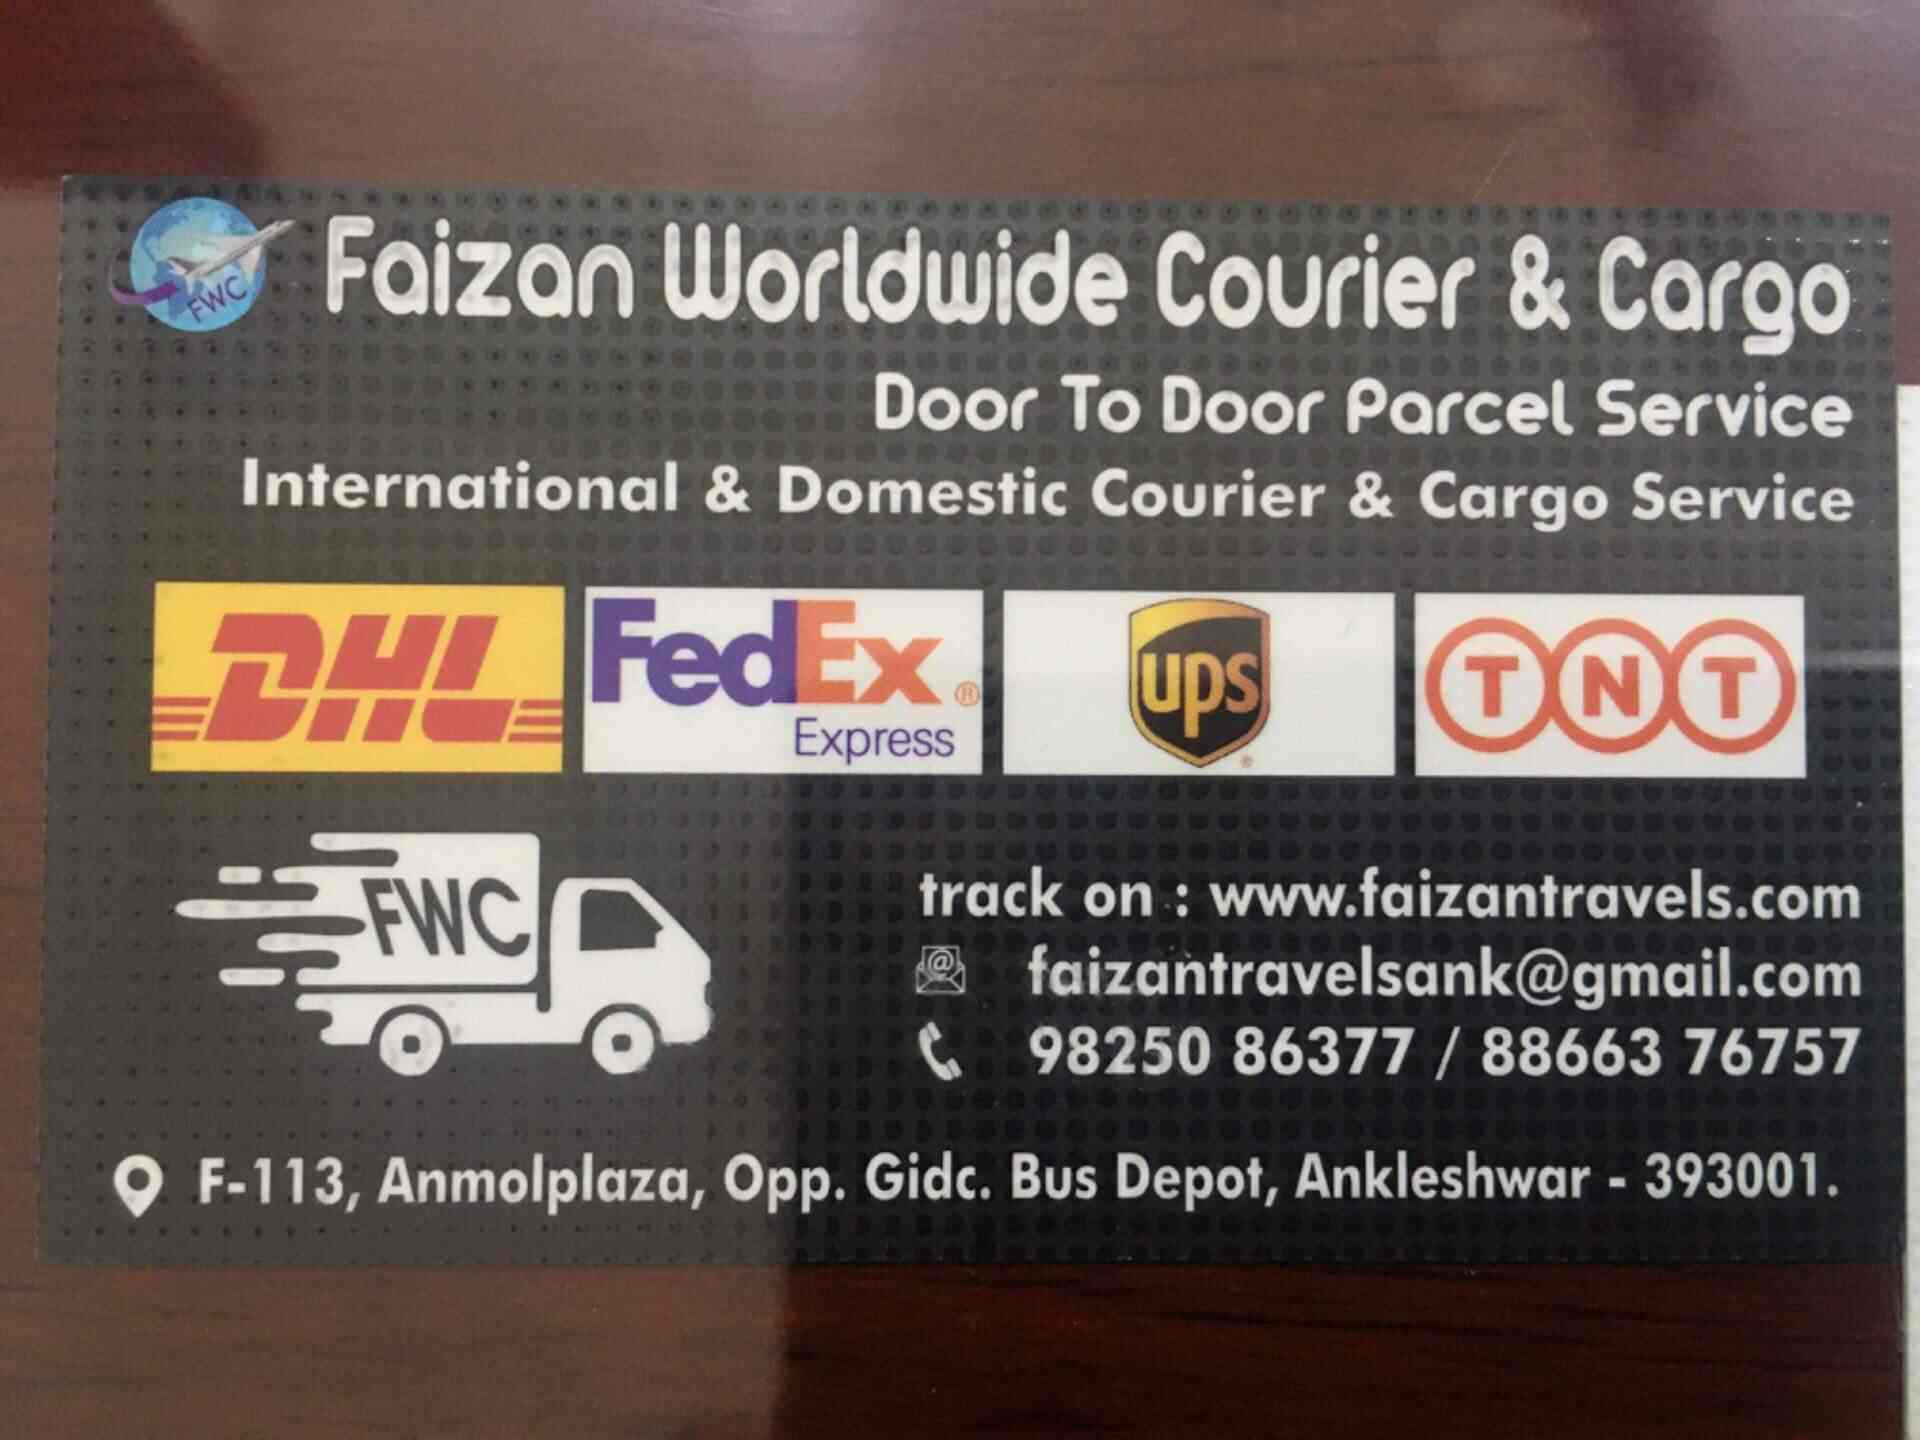 FWC
Faizan Worldwide Courier & Cargo
Door To Door Parcel Service
International & Domestic Courier & Cargo Service
DHL
FedEx®
Express
ups®
TNT
FWC
track on : www.faizantravels.com
faizantravelsank@gmail.com
98250 86377 / 88663 76757
F-113, Anmolplaza, Opp. Gidc. Bus Depot, Ankleshwar - 393001.